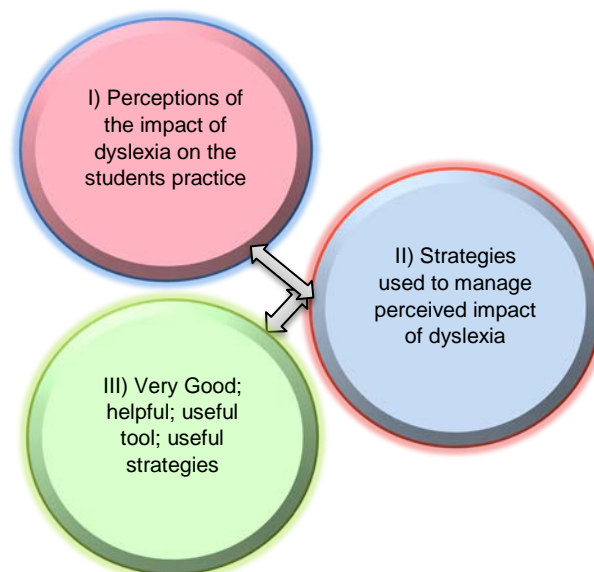 I) Perceptions of
the impact of
dyslexia on the
students practice
II) Strategies
used to manage
perceived impact
of dyslexia
III) Very Good;
helpful; useful
tool; useful
strategies